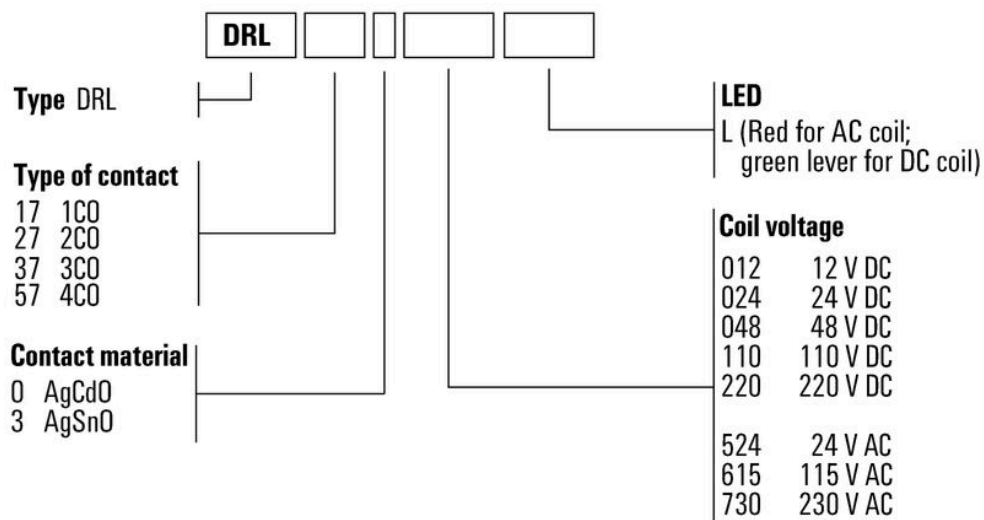 DRL
Type DRL
Type of contact
17 1CO
27 2CO
37 3CO
57 4CO
Contact material
0 AgCdO
3 AgSnO
LED
L (Red for AC coil;
green lever for DC coil)
Coil voltage
012 12 V DC
024 24 V DC
048 48 V DC
110 110 V DC
220 220 V DC
524 24 V AC
615 115 V AC
730 230 V AC